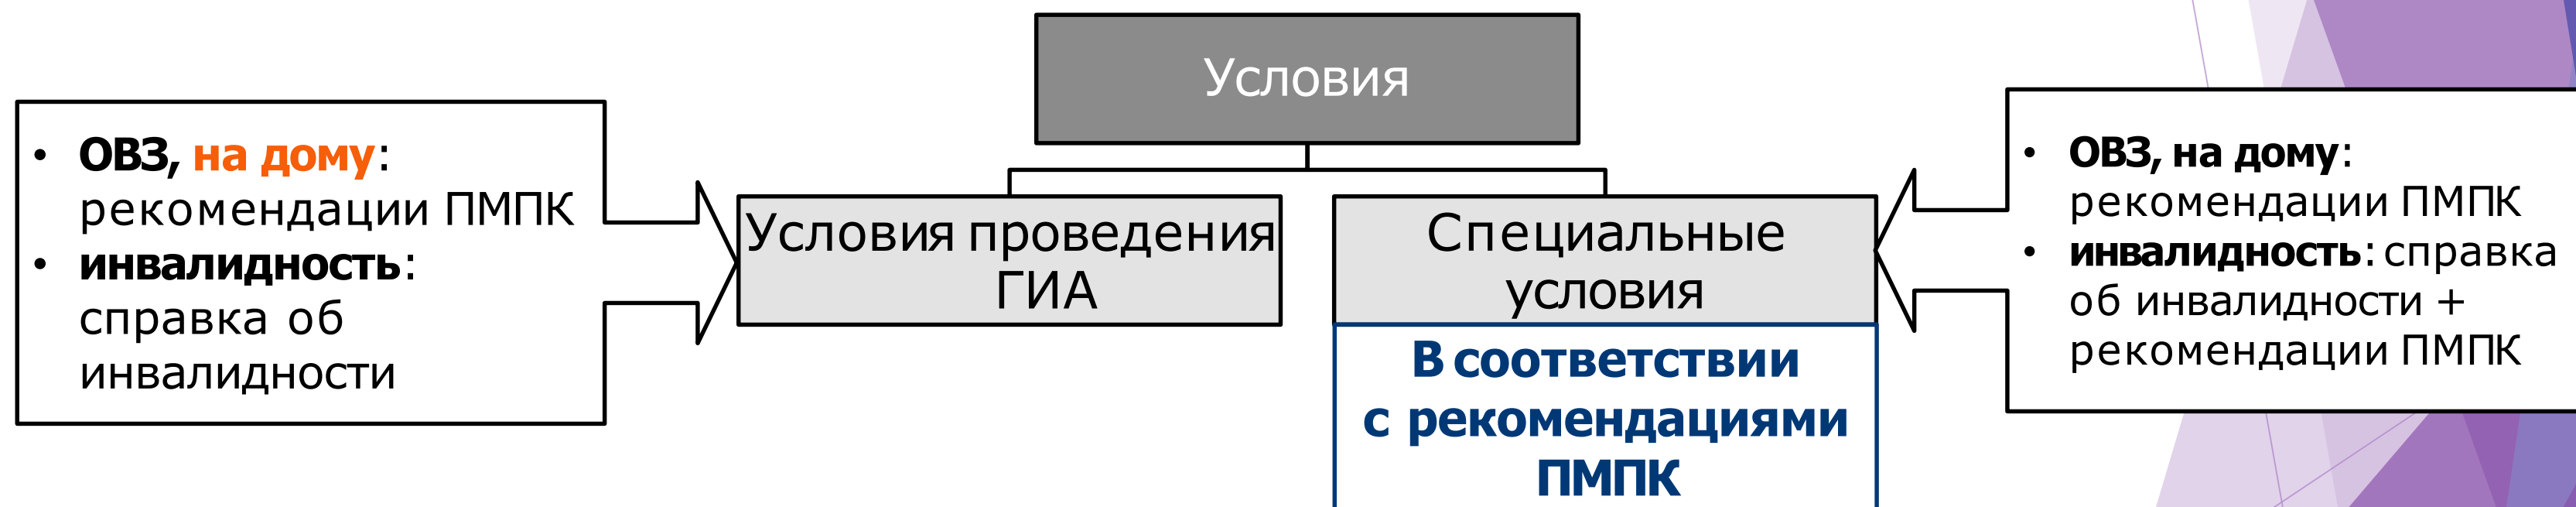 Условия
• ОВЗ, на дому:
рекомендации ПМПК
• инвалидность:
справка об
инвалидности
Условия проведения
ГИА
Специальные
условия
В соответствии
с рекомендациями
ПМПК
• ОВЗ, на дому:
рекомендации ПМПК
• инвалидность: справка
об инвалидности +
рекомендации ПМПК